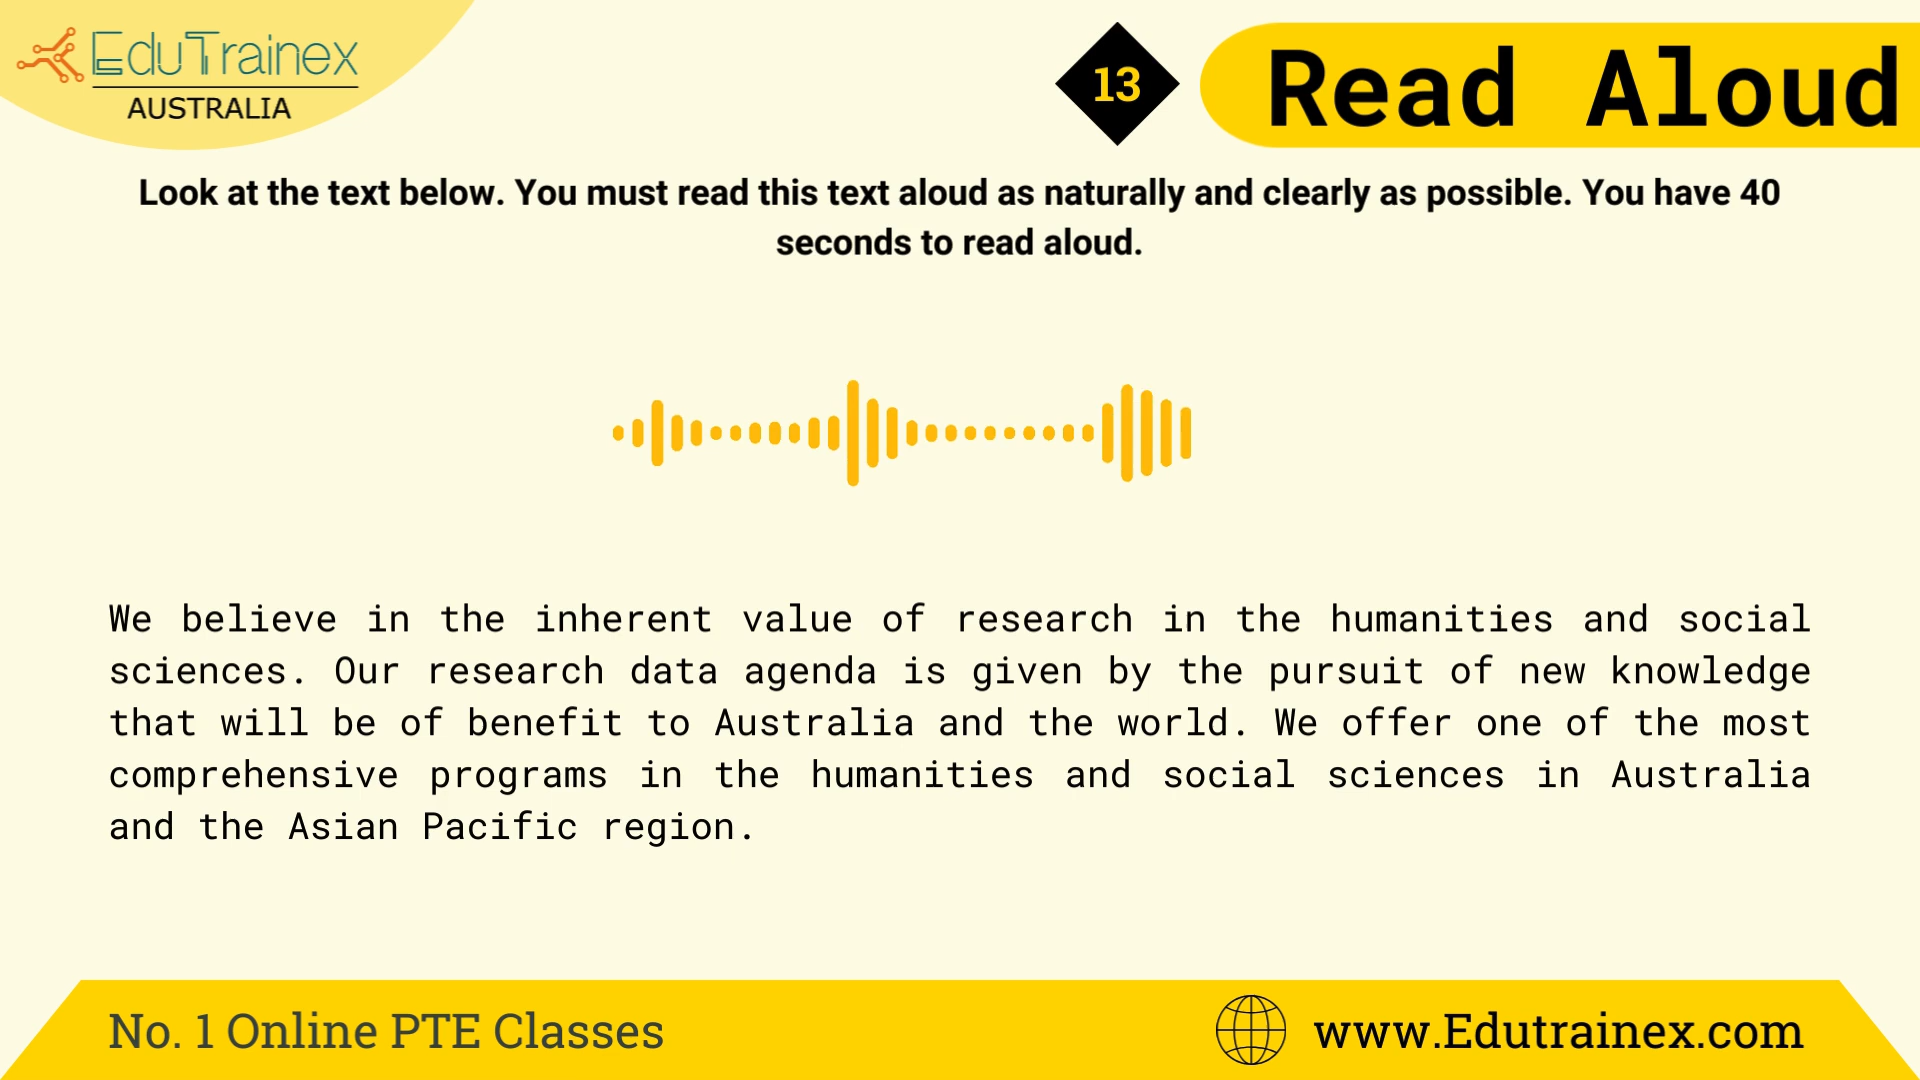 EduTrainex
AUSTRALIA
13
Read Aloud
Look at the text below. You must read this text aloud as naturally and clearly as possible. You have 40
seconds to read aloud.
We believe in the inherent value of research in the humanities and social
sciences. Our research data agenda is given by the pursuit of new knowledge
that will be of benefit to Australia and the world. We offer one of the most
comprehensive programs in the humanities and social sciences in Australia
and the Asian Pacific region.
No. 1 Online PTE Classes
www.Edutrainex.com